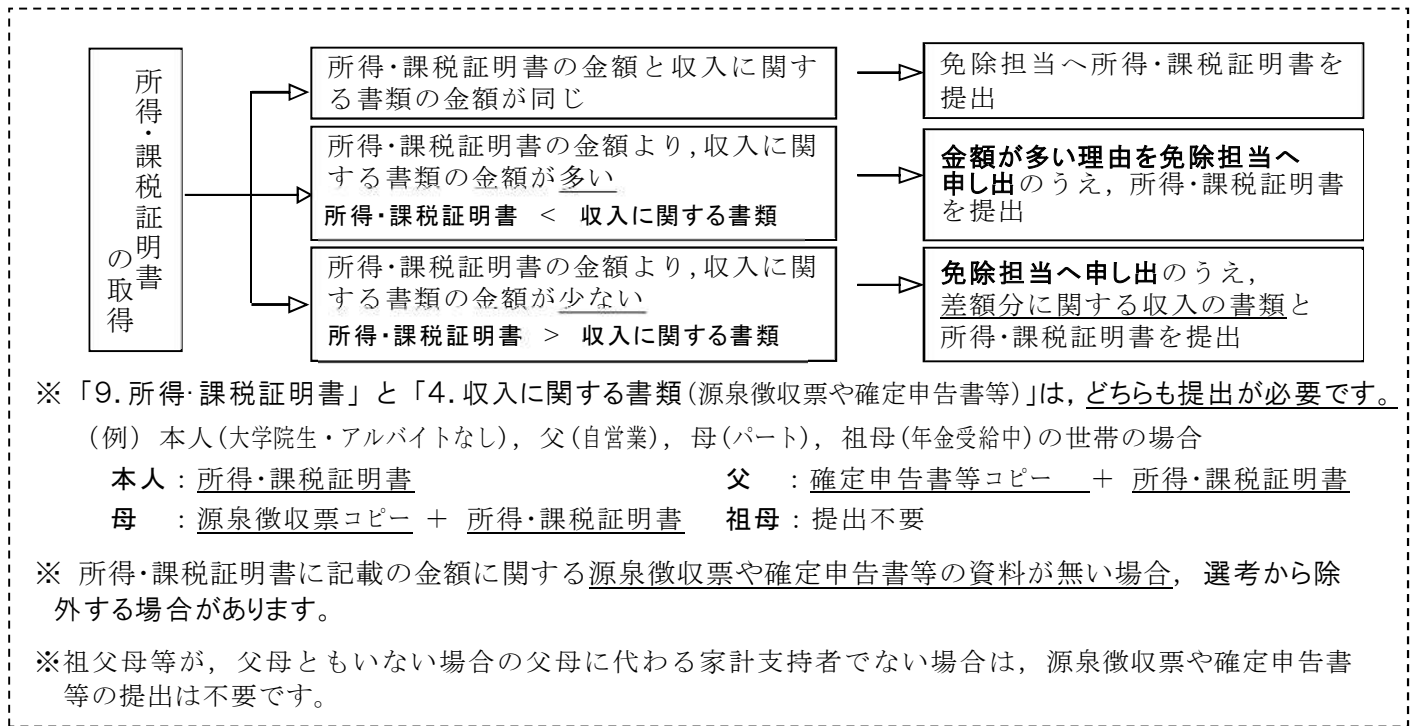 所得・課税証明書
の取得
所得・課税証明書の金額と収入に関す
る書類の金額が同じ
免除担当へ所得・課税証明書を
提出
所得・課税証明書の金額より,収入に関
する書類の金額が多い
所得・課税証明書 < 収入に関する書類
金額が多い理由を免除担当へ
申し出のうえ, 所得・課税証明書
を提出
所得・課税証明書の金額より,収入に関
する書類の金額が少ない
所得・課税証明書 > 収入に関する書類
免除担当へ申し出のうえ,
差額分に関する収入の書類と
所得・課税証明書を提出
※「9.所得・課税証明書」と「4.収入に関する書類(源泉徴収票や確定申告書等)」は, どちらも提出が必要です。
(例) 本人(大学院生・アルバイトなし), 父(自営業), 母(パート), 祖母(年金受給中)の世帯の場合
本人:所得・課税証明書 父 :確定申告書等コピー + 所得・課税証明書
母 :源泉徴収票コピー + 所得・課税証明書 祖母:提出不要
※ 所得・課税証明書に記載の金額に関する源泉徴収票や確定申告書等の資料が無い場合, 選考から除
外する場合があります。
※祖父母等が, 父母ともいない場合の父母に代わる家計支持者でない場合は, 源泉徴収票や確定申告書
等の提出は不要です。